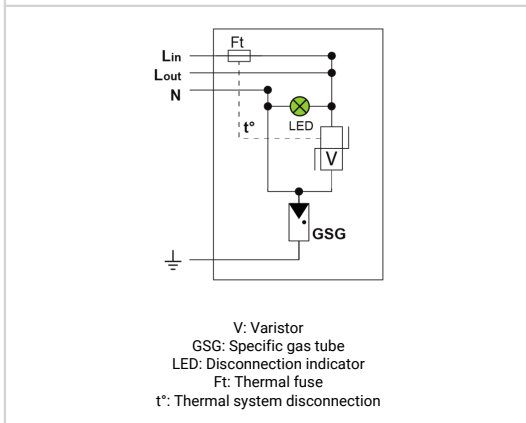 Ft
Lin
Lout
N
LED
t°
V
GSG
V: Varistor
GSG: Specific gas tube
LED: Disconnection indicator
Ft: Thermal fuse
t°: Thermal system disconnection